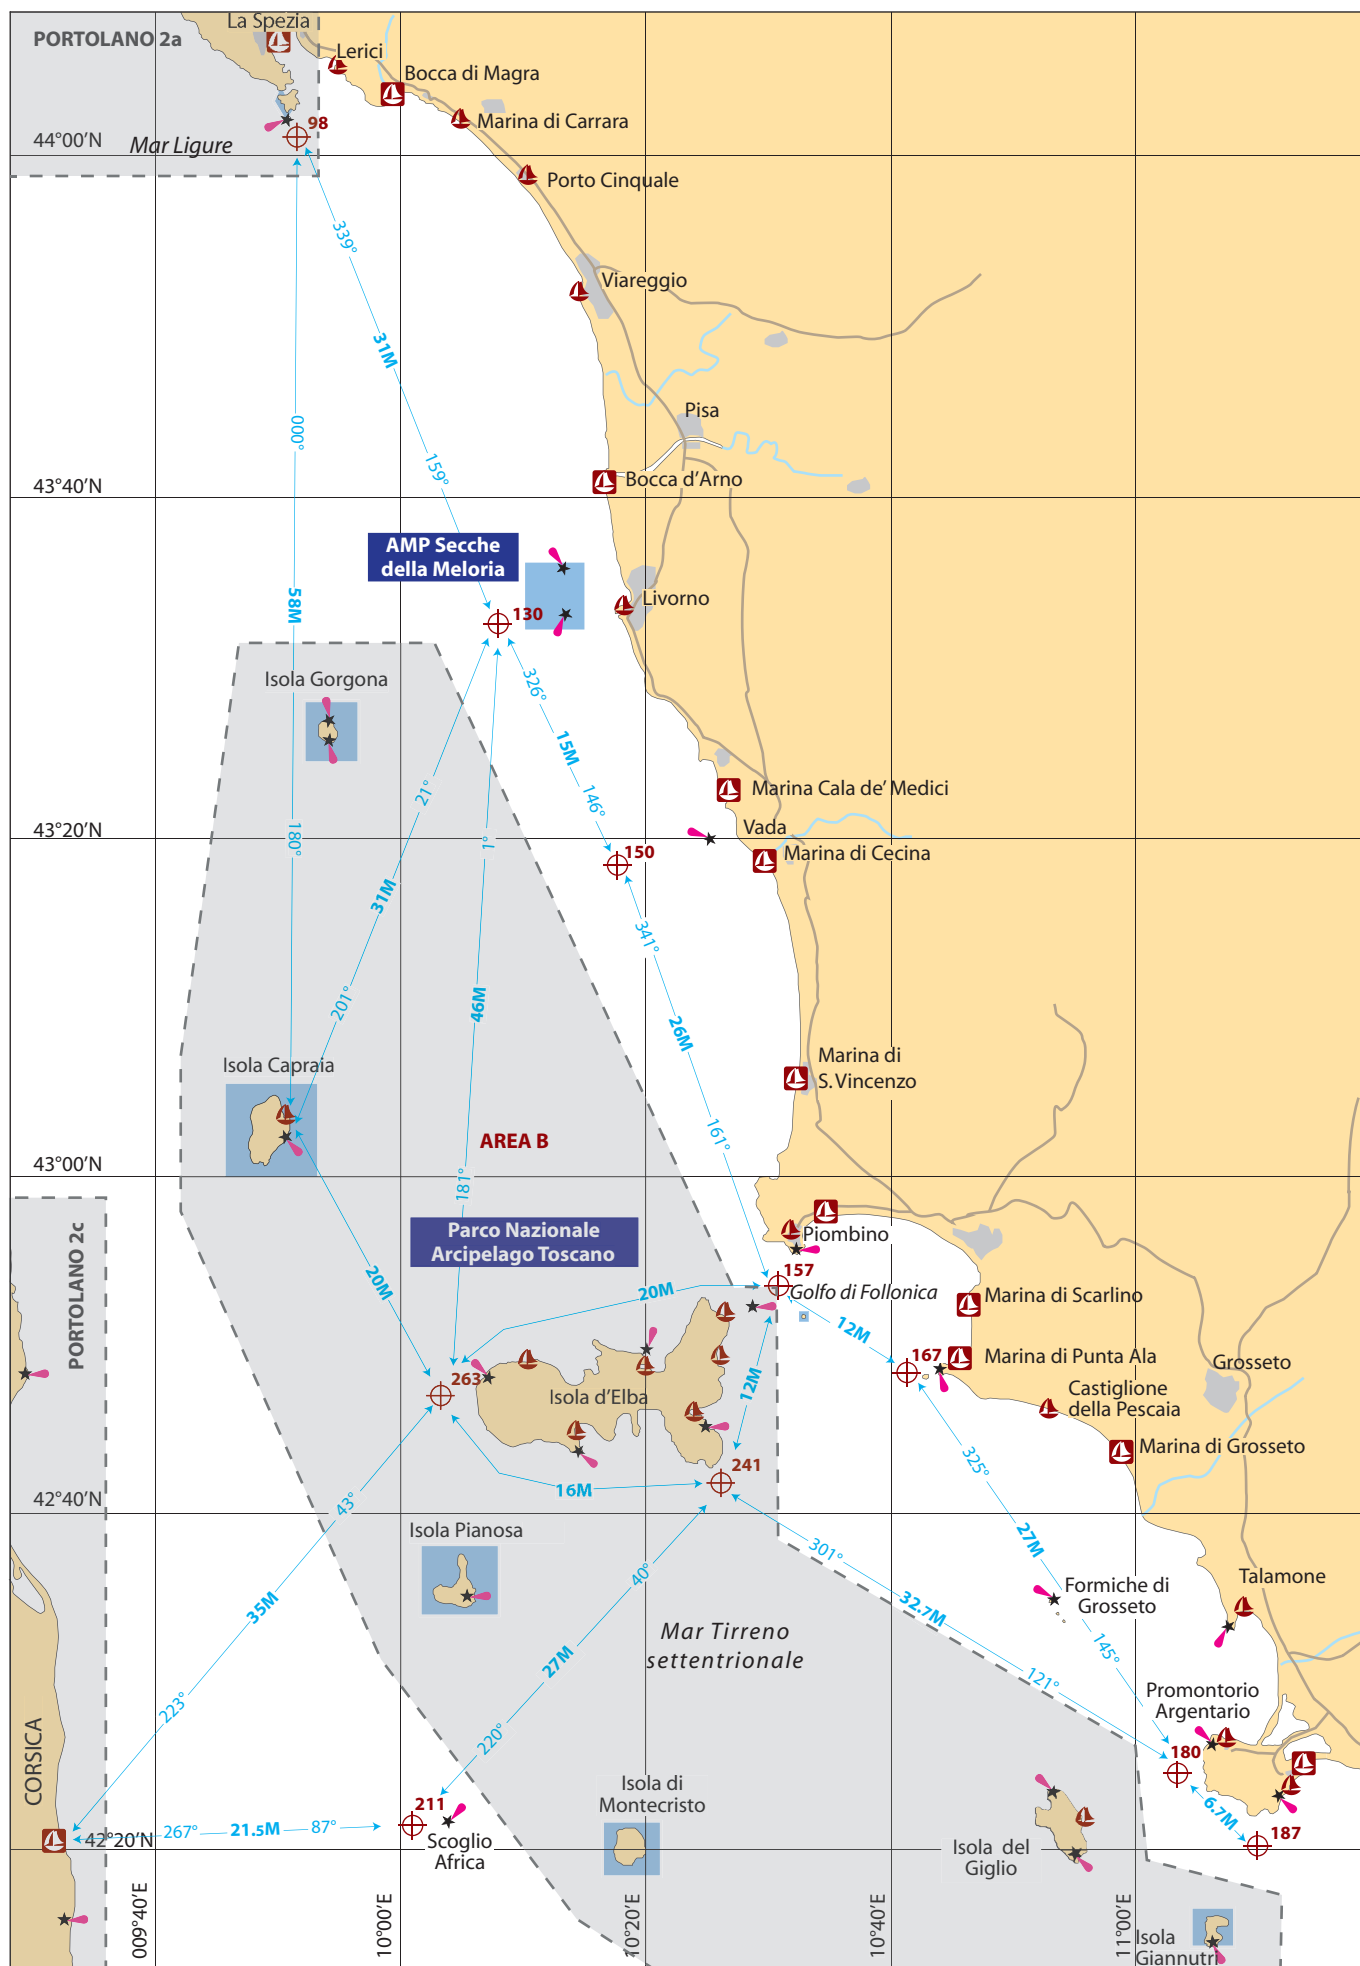 La Spezia
PORTOLANO 2a
Lerici
Bocca di Magra
98
Marina di Carrara
44°00'N
Mar Ligure
Porto Cinquale
339°
Viareggio
31M
Pisa
000°
159°
Bocca d'Arno
43°40'N
AMP Secche
della Meloria
58M
Livorno
130
Isola Gorgona
326°
15M
21°
146°
Marina Cala de' Medici
43°20'N
180°
1°
Vada
150
Marina di Cecina
31M
341°
201°
46M
26M
Isola Capraia
Marina di
S. Vincenzo
AREA B
161°
43°00'N
181°
PORTOLANO 2c
Parco Nazionale
Arcipelago Toscano
Piombino
157
20M
20M
Golfo di Follonica
Marina di Scarlino
12M
167
Marina di Punta Ala
Grosseto
263
12M
Isola d'Elba
Castiglione
della Pescaia
Marina di Grosseto
241
325°
16M
42°40'N
43°
Isola Pianosa
301°
27M
40°
Formiche di
Grosseto
Talamone
35M
32.7M
Mar Tirreno
settentrionale
27M
145°
121°
223°
220°
Promontorio
Argentario
CORSICA
180
Isola di
Montecristo
6.7M
211
187
267°
21.5M
87°
42°20'N
Scoglio
Africa
Isola del
Giglio
009°40'E
10°00'E
10°20'E
10°40'E
11°00'E
Isola
Giannutri